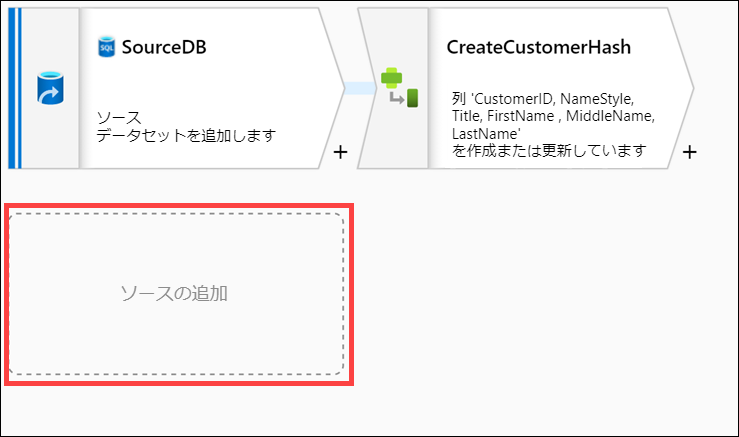 SQL SourceDB
ソース
データセットを追加します
+
CreateCustomerHash
列 'CustomerID, NameStyle,
Title, FirstName , MiddleName,
LastName'
を作成または更新しています
+
ソースの追加